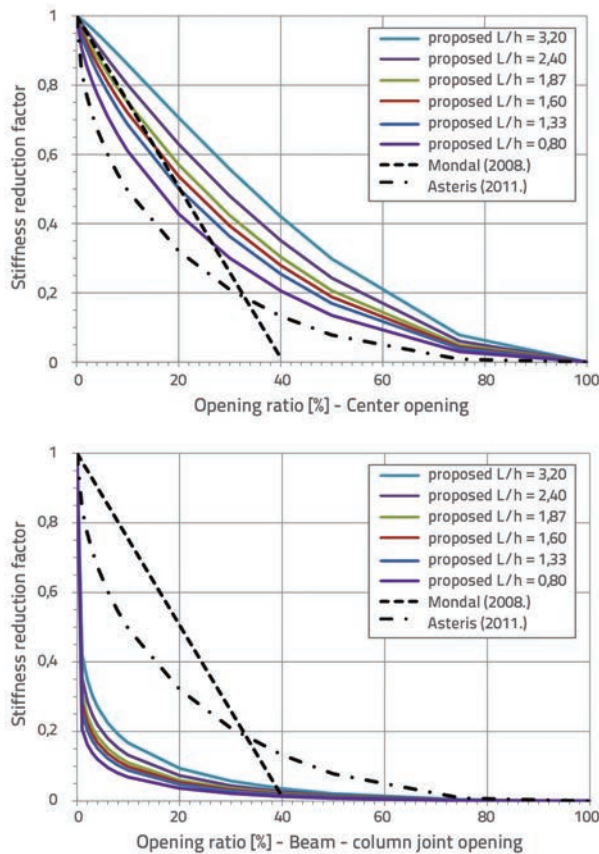 1
0,8
0,6
0,4
0,2
0
Stiffness reduction factor
proposed L/h = 3,20
proposed L/h = 2,40
proposed L/h = 1,87
proposed L/h = 1,60
proposed L/h = 1,33
proposed L/h = 0,80
Mondal (2008.)
Asteris (2011.)
0 20 40 60 80 100
Opening ratio [%] - Center opening
1
0,8
0,6
0,4
0,2
0
Stiffness reduction factor
proposed L/h = 3,20
proposed L/h = 2,40
proposed L/h = 1,87
proposed L/h = 1,60
proposed L/h = 1,33
proposed L/h = 0,80
Mondal (2008.)
Asteris (2011.)
0 20 40 60 80 100
Opening ratio [%] - Beam - column joint opening